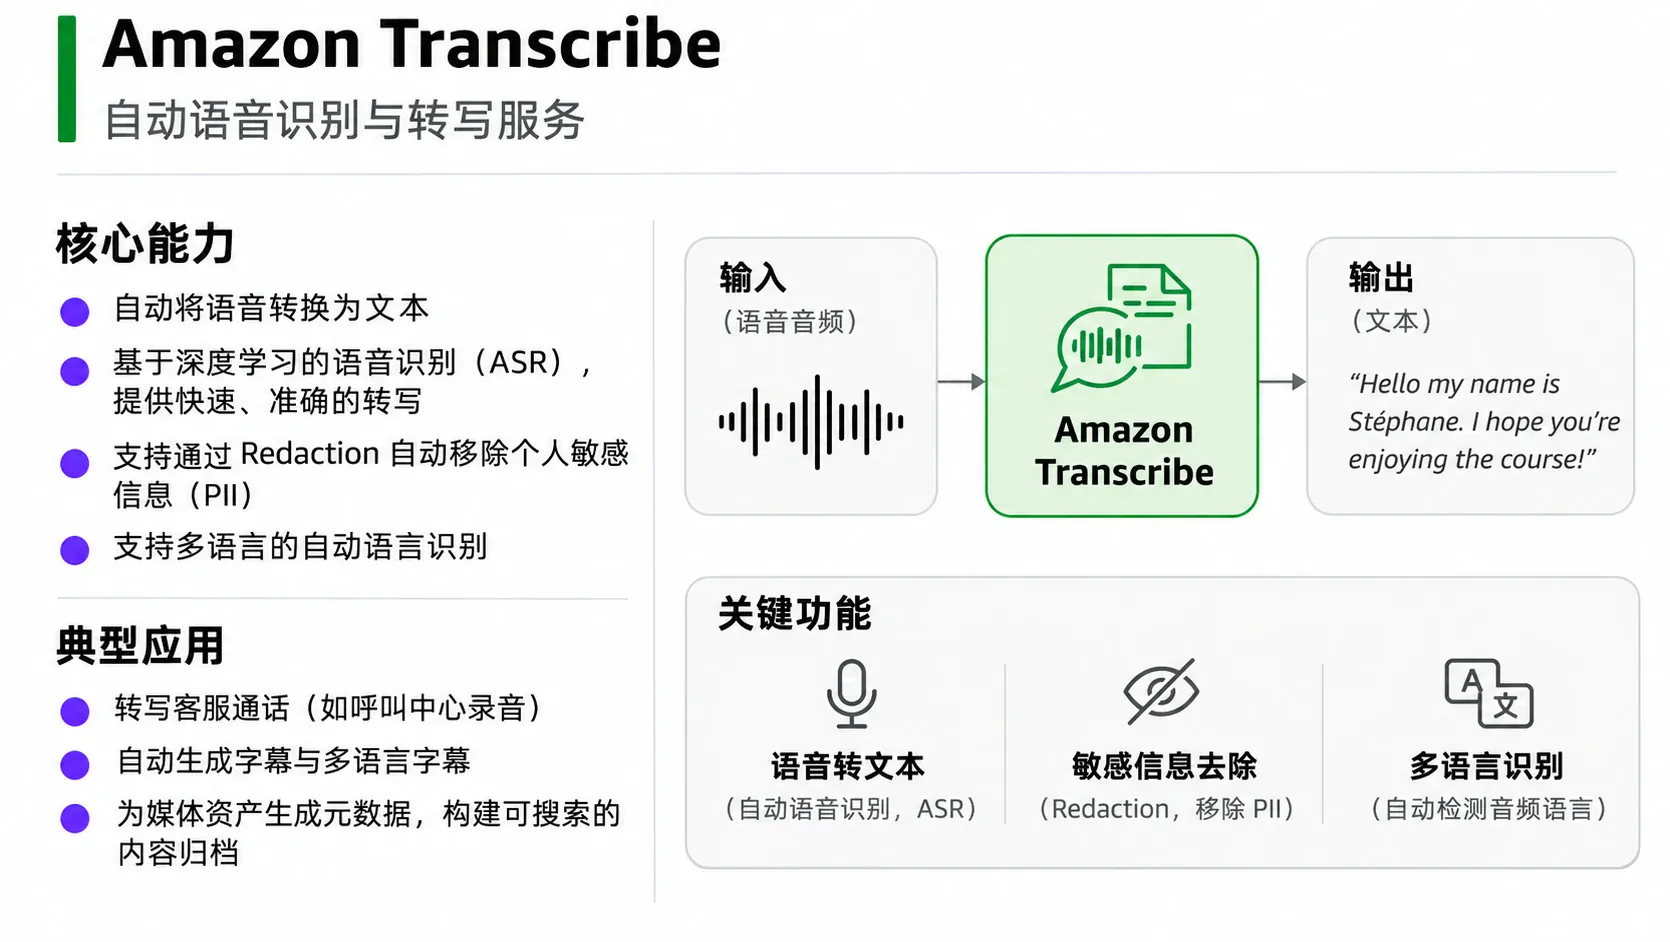 Amazon Transcribe
自动语音识别与转写服务
核心能力
自动将语音转换为文本
基于深度学习的语音识别（ASR），
提供快速、准确的转写
支持通过 Redaction 自动移除个人敏感
信息（PII）
支持多语言的自动语言识别
典型应用
转写客服通话（如呼叫中心录音）
自动生成字幕与多语言字幕
为媒体资产生成元数据，构建可搜索的
内容归档
输入
（语音音频）
Amazon
Transcribe
输出
（文本）
“Hello my name is
Stéphane. I hope you’re
enjoying the course!”
关键功能
语音转文本
（自动语音识别，ASR）
敏感信息去除
（Redaction，移除 PII）
A
文
多语言识别
（自动检测音频语言）